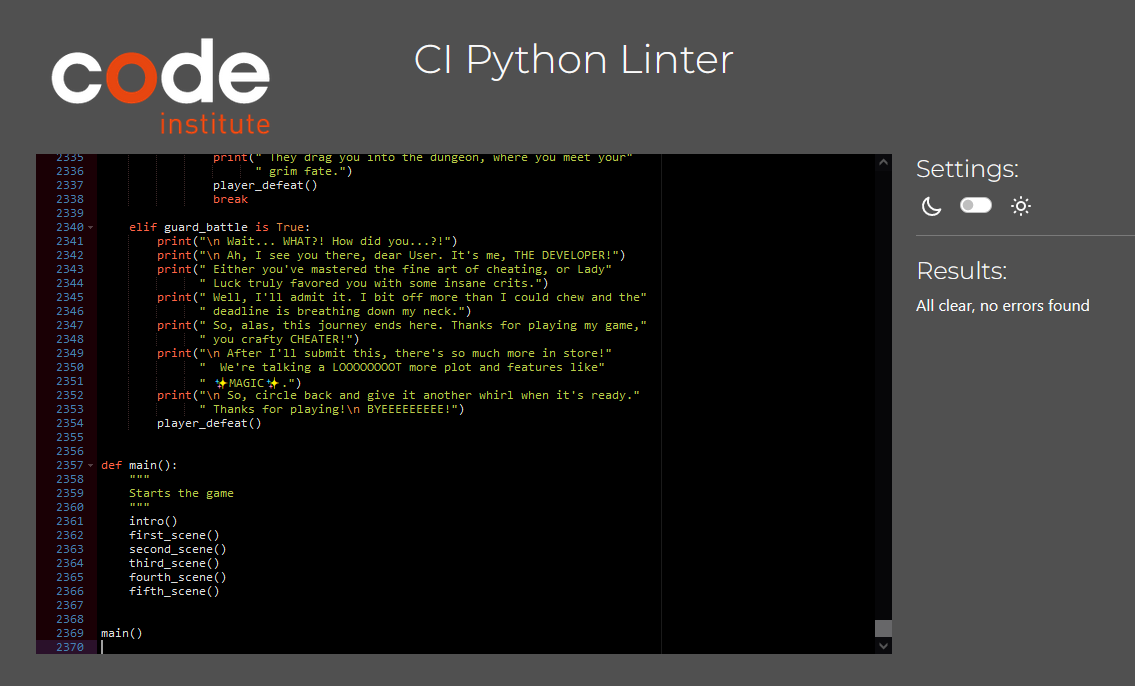 code
institute
CI Python Linter
2335 print(" They drag you into the dungeon, where you meet your"
2336 " grim fate.")
2337 player_defeat()
2338 break
2339
2340 elif guard_battle is True:
2341 print("\n Wait... WHAT?! How did you...?!")
2342 print("\n Ah, I see you there, dear User. It's me, THE DEVELOPER!")
2343 print(" Either you've mastered the fine art of cheating, or Lady"
2344 " Luck truly favored you with some insane crits.")
2345 print(" Well, I'll admit it. I bit off more than I could chew and the"
2346 " deadline is breathing down my neck.")
2347 print(" So, alas, this journey ends here. Thanks for playing my game,"
2348 " you crafty CHEATER!")
2349 print("\n After I'll submit this, there's so much more in store!"
2350 "  We're talking a LOOOOOOOT more plot and features like"
2351 " ✨MAGIC✨.")
2352 print("\n So, circle back and give it another whirl when it's ready."
2353 " Thanks for playing!\n BYEEEEEEEEE!")
2354 player_defeat()
2355
2356
2357 def main():
2358 """
2359 Starts the game
2360 """
2361 intro()
2362 first_scene()
2363 second_scene()
2364 third_scene()
2365 fourth_scene()
2366 fifth_scene()
2367
2368
2369 main()
2370
Settings:
Results:
All clear, no errors found